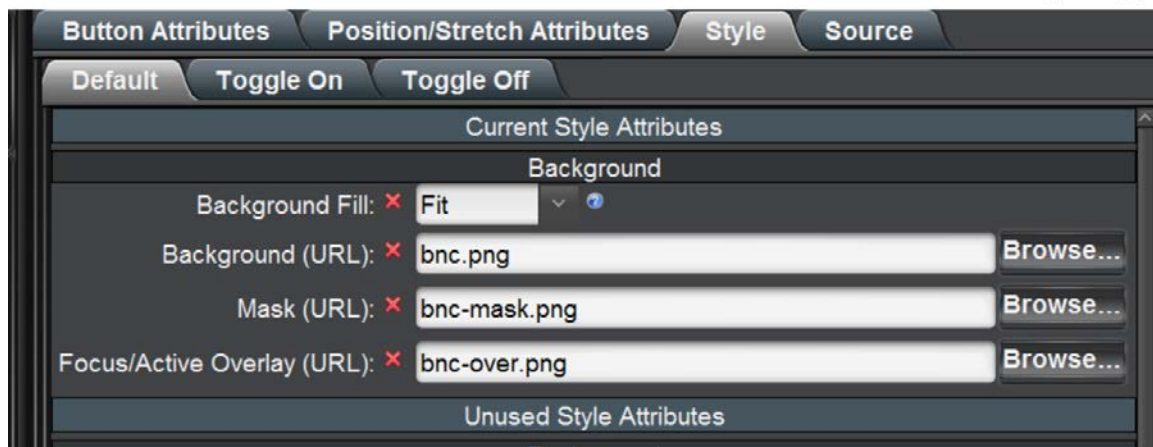 Button Attributes Position/Stretch Attributes Style Source
Default Toggle On Toggle Off
Current Style Attributes
Background
Background Fill: Fit
Background (URL): bnc.png Browse...
Mask (URL): bnc-mask.png Browse...
Focus/Active Overlay (URL): bnc-over.png Browse...
Unused Style Attributes